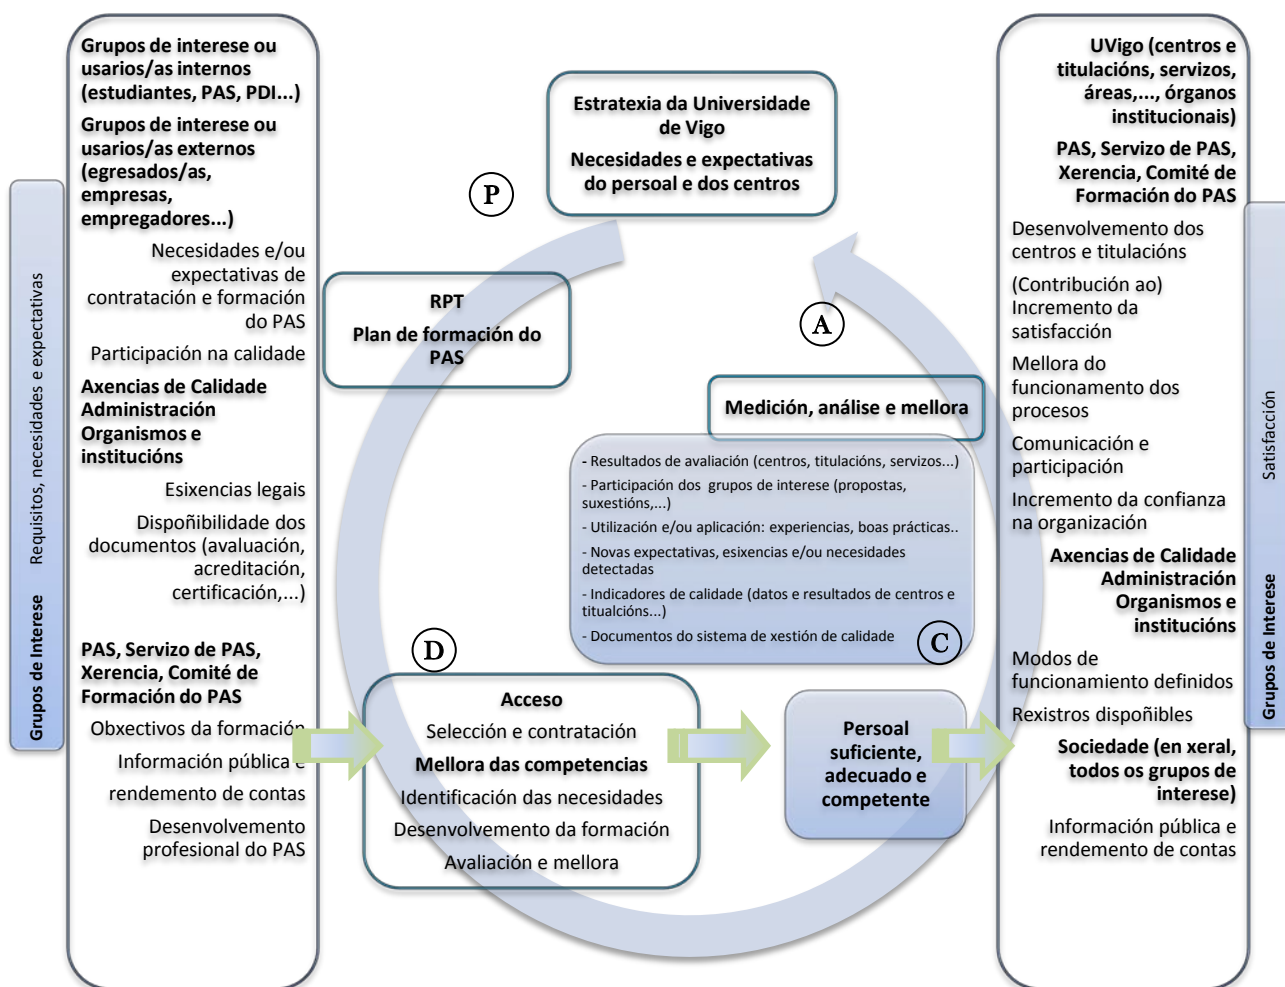 Grupos de Interese   Requisitos, necesidades e expectativas
Grupos de interese ou
usarios/as internos
(estudiantes, PAS, PDI...)
Grupos de interese ou
usarios/as externos
(egresados/as,
empresas,
empregadores...)
Necesidades e/ou
expectativas de
contratación e formación
do PAS
Participación na calidade
Axencias de Calidade
Administración
Organismos e
institucións
Esixencias legais
Dispoñibilidade dos
documentos (avaluación,
acreditación,
certificación,...)
PAS, Servizo de PAS,
Xerencia, Comité de
Formación do PAS
Obxectivos da formación
Información pública e
rendemento de contas
Desenvolvemento
profesional do PAS
Estratexia da Universidade
de Vigo
Necesidades e expectativas
do persoal e dos centros
P
RPT
Plan de formación do
PAS
A
Medición, análise e mellora
- Resultados de avaliación (centros, titulacións, servizos...)
- Participación dos grupos de interese (propostas,
suxestións,...)
- Utilización e/ou aplicación: experiencias, boas prácticas..
- Novas expectativas, esixencias e/ou necesidades
detectadas
- Indicadores de calidade (datos e resultados de centros e
titualcións...)
- Documentos do sistema de xestión de calidade
C
D
Acceso
Selección e contratación
Mellora das competencias
Identificación das necesidades
Desenvolvemento da formación
Avaliación e mellora
Persoal
suficiente,
adecuado e
competente
UVigo (centros e
titulacións, servizos,
áreas,..., órganos
institucionais)
PAS, Servizo de PAS,
Xerencia, Comité de
Formación do PAS
Desenvolvemento dos
centros e titulacións
(Contribución ao)
Incremento da
satisfacción
Mellora do
funcionamento dos
procesos
Comunicación e
participación
Incremento da confianza
na organización
Axencias de Calidade
Administración
Organismos e
institucións
Modos de
funcionamiento definidos
Rexistros dispoñibles
Sociedade (en xeral,
todos os grupos de
interese)
Información pública e
rendemento de contas
Grupos de Interese   Satisfacción